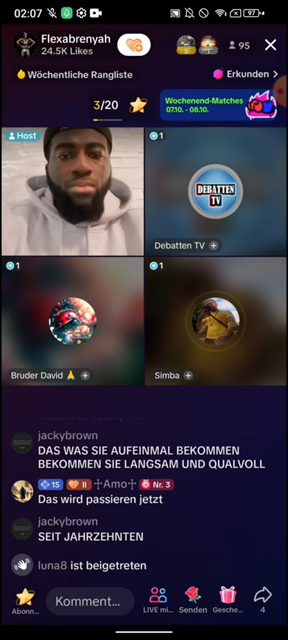 02:07
97
Flexabrenyah
24.5K Likes
95
Wöchentliche Rangliste
Erkunden >
3/20
Wochenend-Matches
07.10. - 08.10.
Host
1
DEBATTEN
TV
Debatten TV
1
Bruder David
1
Simba
jackybrown
DAS WAS SIE AUFEINMAL BEKOMMEN
BEKOMMEN SIE LANGSAM UND QUALVOLL
15 II ♱Amo♱ Nr. 3
Das wird passieren jetzt
jackybrown
SEIT JAHRZEHNTEN
luna8 ist beigetreten
Kommentar...
Abonn...
LIVE mi...
Senden
Gesche...
4